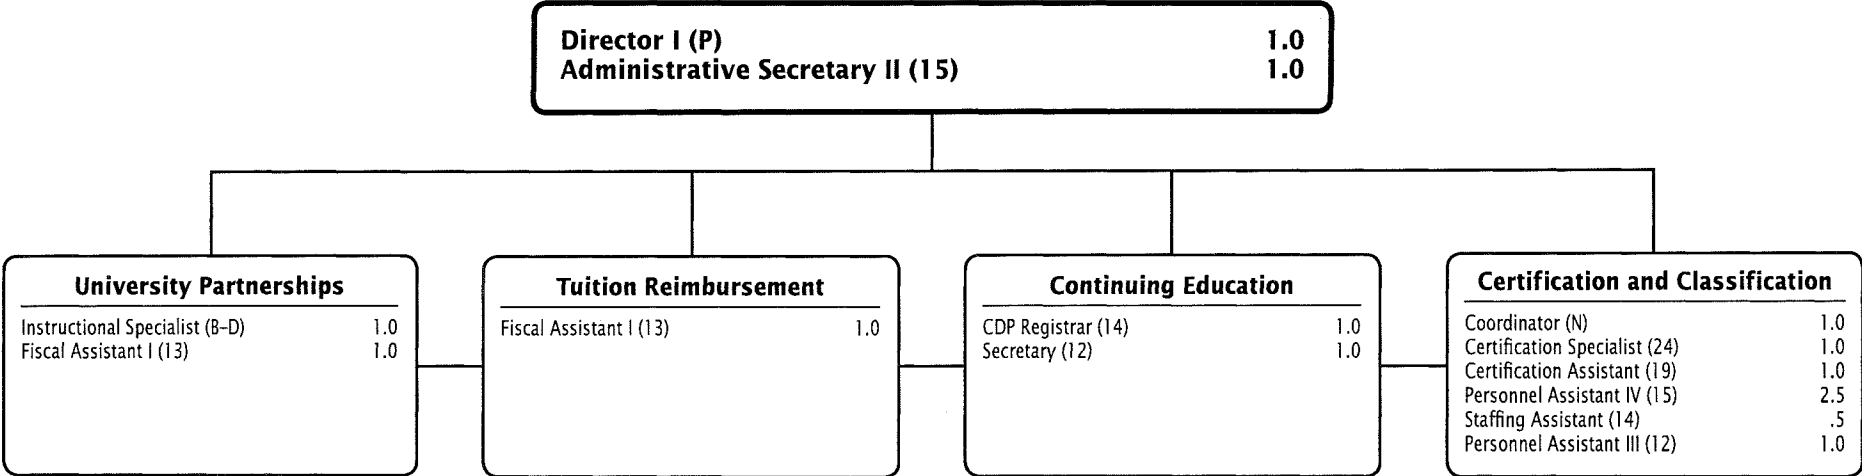 Director I (P) 1.0
Administrative Secretary II (15) 1.0
University Partnerships
Instructional Specialist (B–D) 1.0
Fiscal Assistant I (13) 1.0
Tuition Reimbursement
Fiscal Assistant I (13) 1.0
Continuing Education
CDP Registrar (14) 1.0
Secretary (12) 1.0
Certification and Classification
Coordinator (N) 1.0
Certification Specialist (24) 1.0
Certification Assistant (19) 1.0
Personnel Assistant IV (15) 2.5
Staffing Assistant (14) .5
Personnel Assistant III (12) 1.0